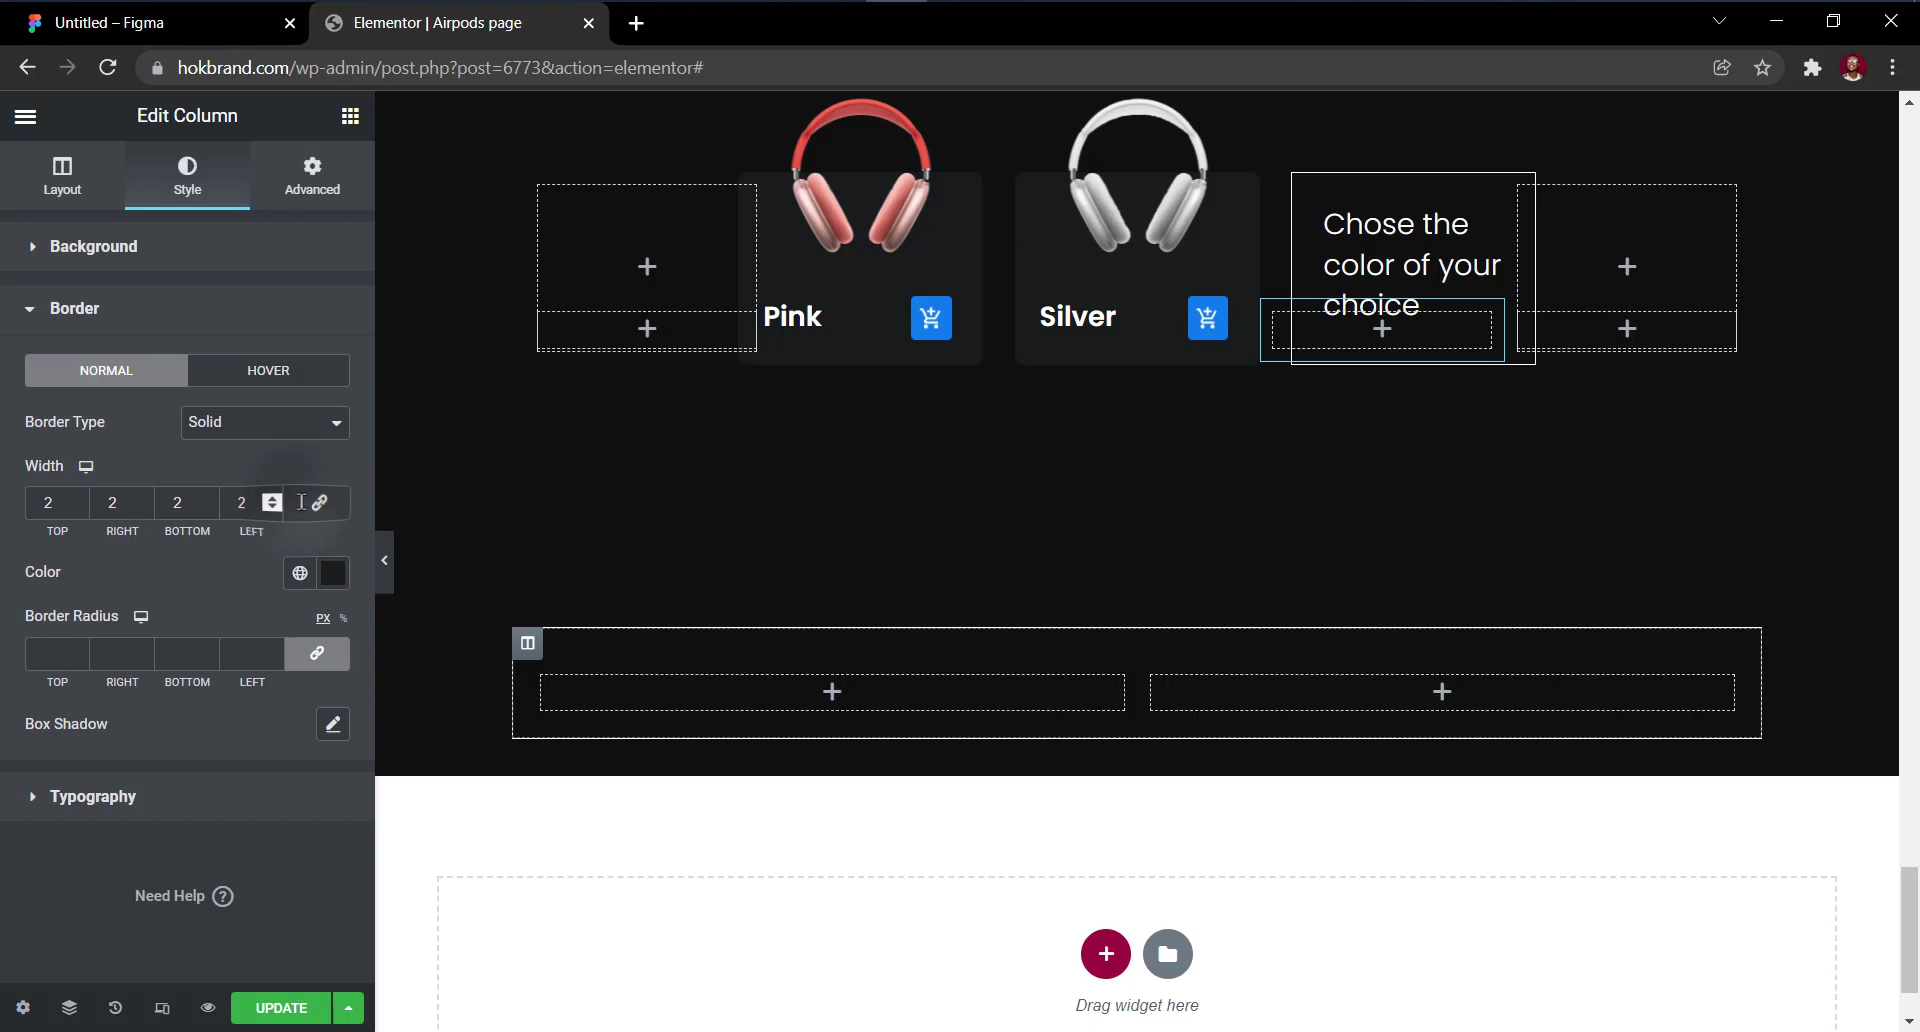 Untitled – Figma
Elementor | Airpods page
hokbrand.com/wp-admin/post.php?post=6773&action=elementor#
Edit Column
Layout
Style
Advanced
Background
Border
NORMAL
HOVER
Border Type
Solid
Width
2 2 2 2
TOP RIGHT BOTTOM LEFT
Color
Border Radius
PX %
TOP RIGHT BOTTOM LEFT
Box Shadow
Typography
Need Help ?
UPDATE
Pink
Silver
Chose the
color of your
choice
Drag widget here